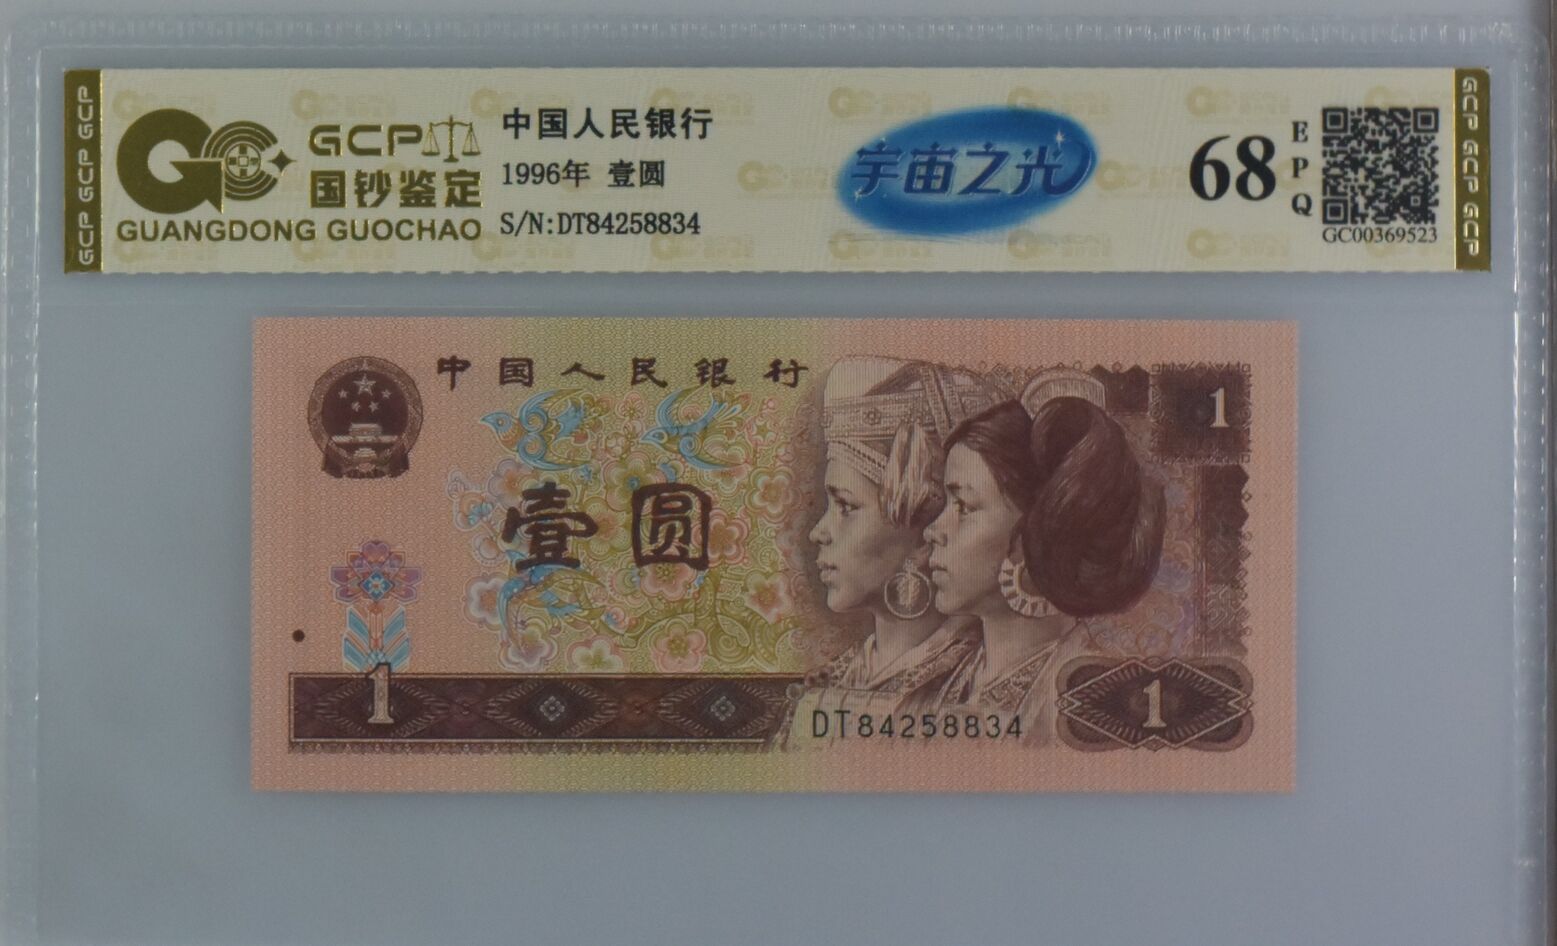 GCP GCP GCP
GCP
国钞鉴定
GUANGDONG GUOCHAO
中国人民银行
1996年 壹圆
S/N:DT84258834
宇宙之光
68
EPQ
GC00369523
GCP GCP GCP
中国人民银行
1
壹圆
1
DT84258834
1